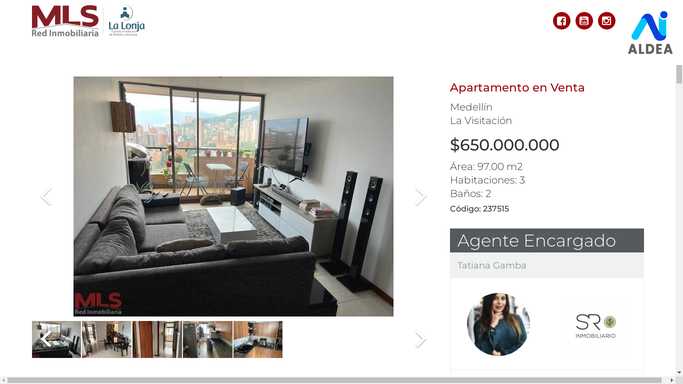 MLS
Red Inmobiliaria
La Lonja
ALDEA
Apartamento en Venta
Medellín
La Visitación
$650.000.000
Área: 97.00 m2
Habitaciones: 3
Baños: 2
Código: 237515
MLS
Red Inmobiliaria
Agente Encargado
Tatiana Gamba
SR
INMOBILIARIO